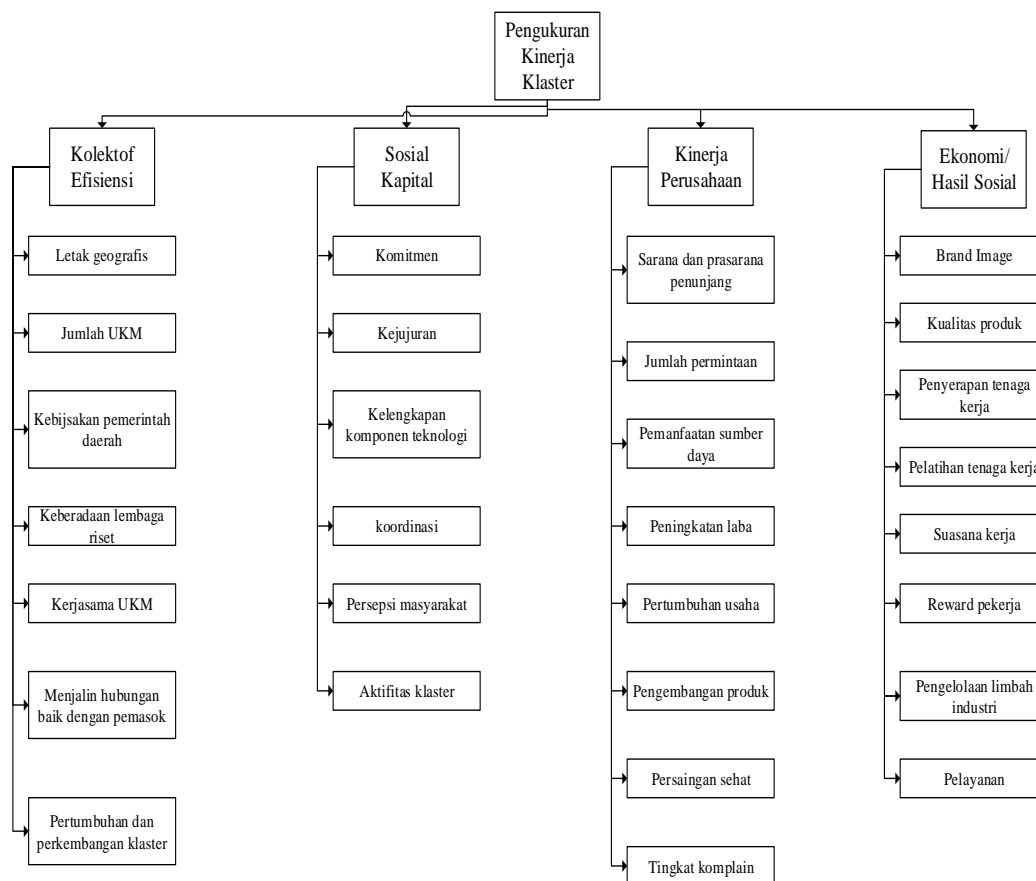 Pengukuran
Kinerja
Klaster
Kolektof
Efisiensi
Letak geografis
Jumlah UKM
Kebijsakan pemerintah
daerah
Keberadaan lembaga
riset
Kerjasama UKM
Menjalin hubungan
baik dengan pemasok
Pertumbuhan dan
perkembangan klaster
Sosial
Kapital
Komitmen
Kejujuran
Kelengkapan
komponen teknologi
koordinasi
Persepsi masyarakat
Aktifitas klaster
Kinerja
Perusahaan
Sarana dan prasarana
penunjang
Jumlah permintaan
Pemanfaatan sumber
daya
Peningkatan laba
Pertumbuhan usaha
Pengembangan produk
Persaingan sehat
Tingkat komplain
Ekonomi/
Hasil Sosial
Brand Image
Kualitas produk
Penyerapan tenaga
kerja
Pelatihan tenaga kerja
Suasana kerja
Reward pekerja
Pengelolaan limbah
industri
Pelayanan